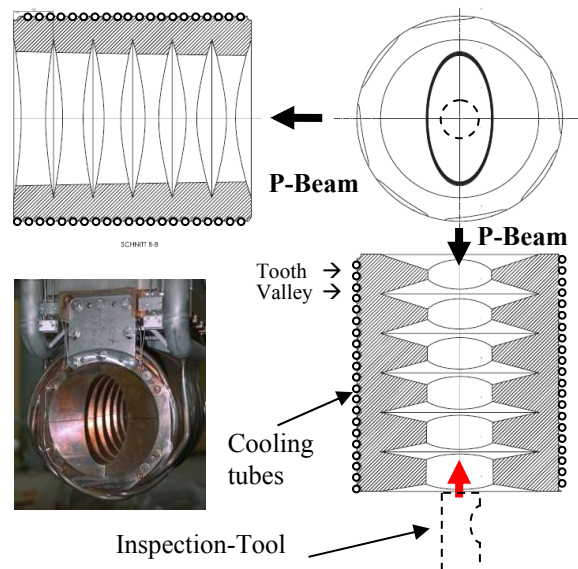 P-Beam
SCHNITT B-B
P-Beam
Tooth →
Valley →
Cooling
tubes
Inspection-Tool